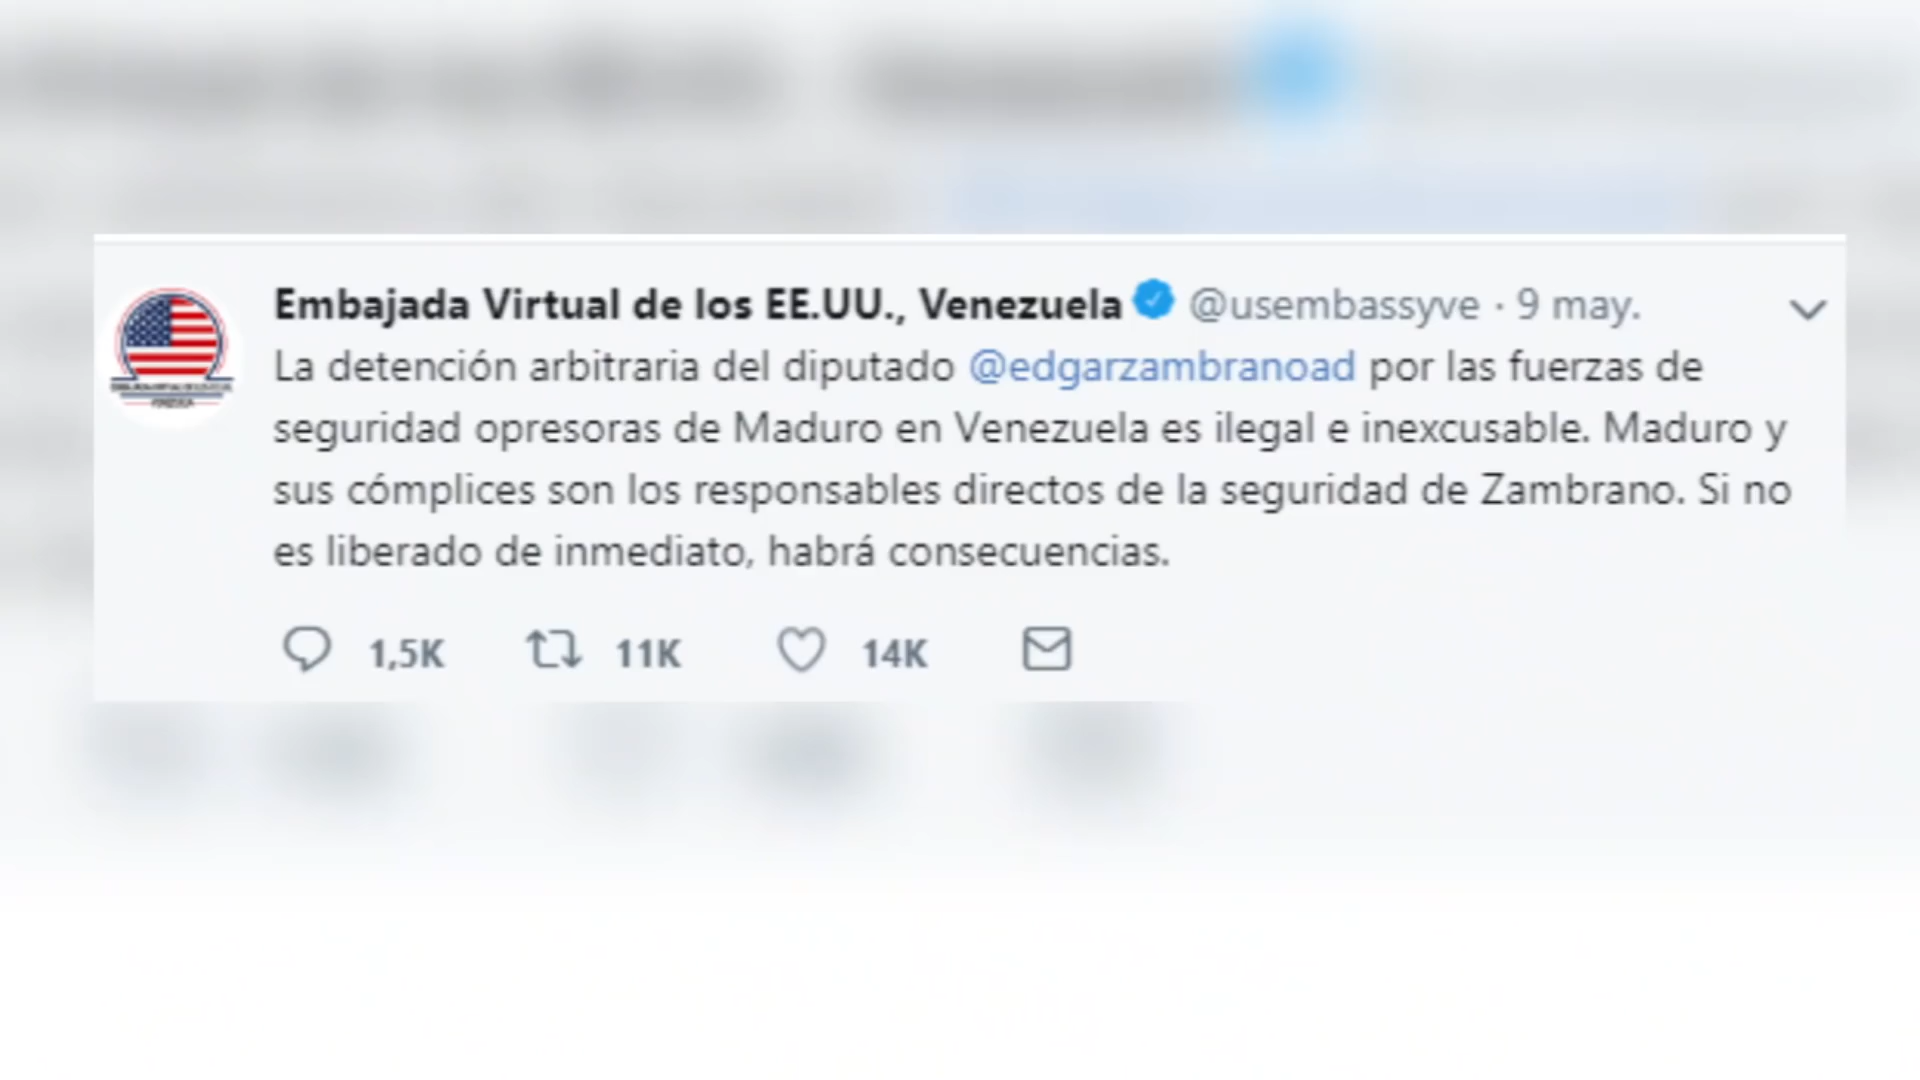 Embajada Virtual de los EE.UU., Venezuela @usembassyve · 9 may.
La detención arbitraria del diputado @edgarzambranoad por las fuerzas de
seguridad opresoras de Maduro en Venezuela es ilegal e inexcusable. Maduro y
sus cómplices son los responsables directos de la seguridad de Zambrano. Si no
es liberado de inmediato, habrá consecuencias.
1,5K 11K 14K